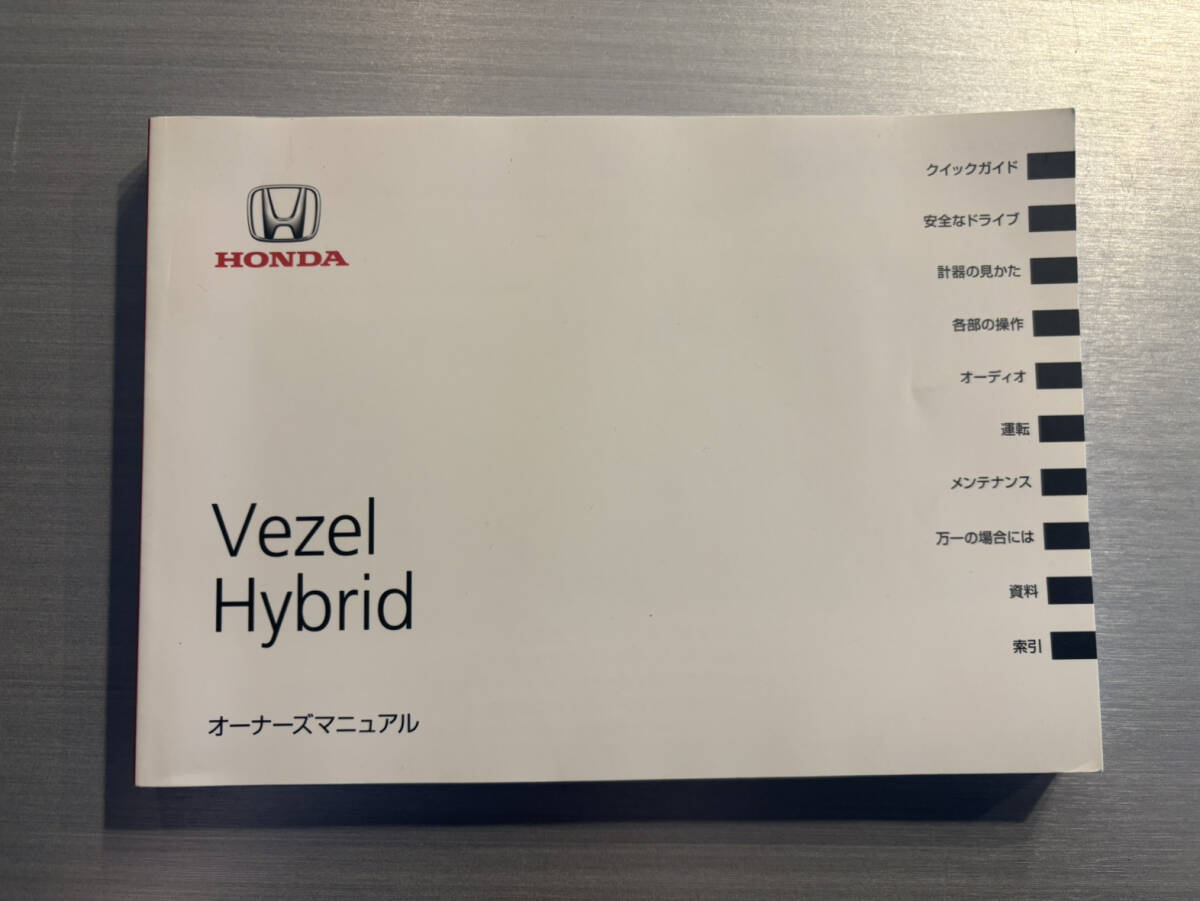 HONDA
Vezel
Hybrid
オーナーズマニュアル
クイックガイド
安全なドライブ
計器の見かた
各部の操作
オーディオ
運転
メンテナンス
万一の場合には
資料
索引